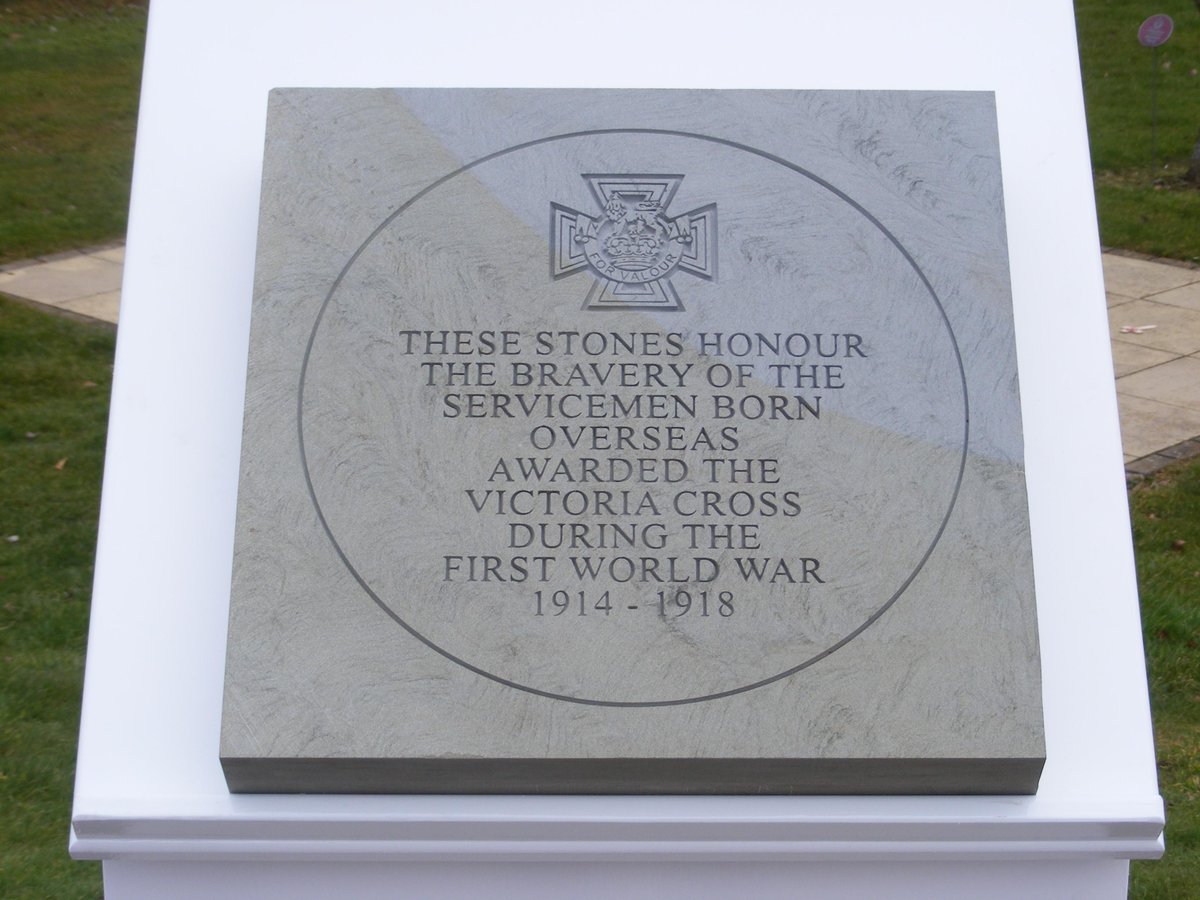 FOR VALOUR
THESE STONES HONOUR
THE BRAVERY OF THE
SERVICEMEN BORN
OVERSEAS
AWARDED THE
VICTORIA CROSS
DURING THE
FIRST WORLD WAR
1914 - 1918